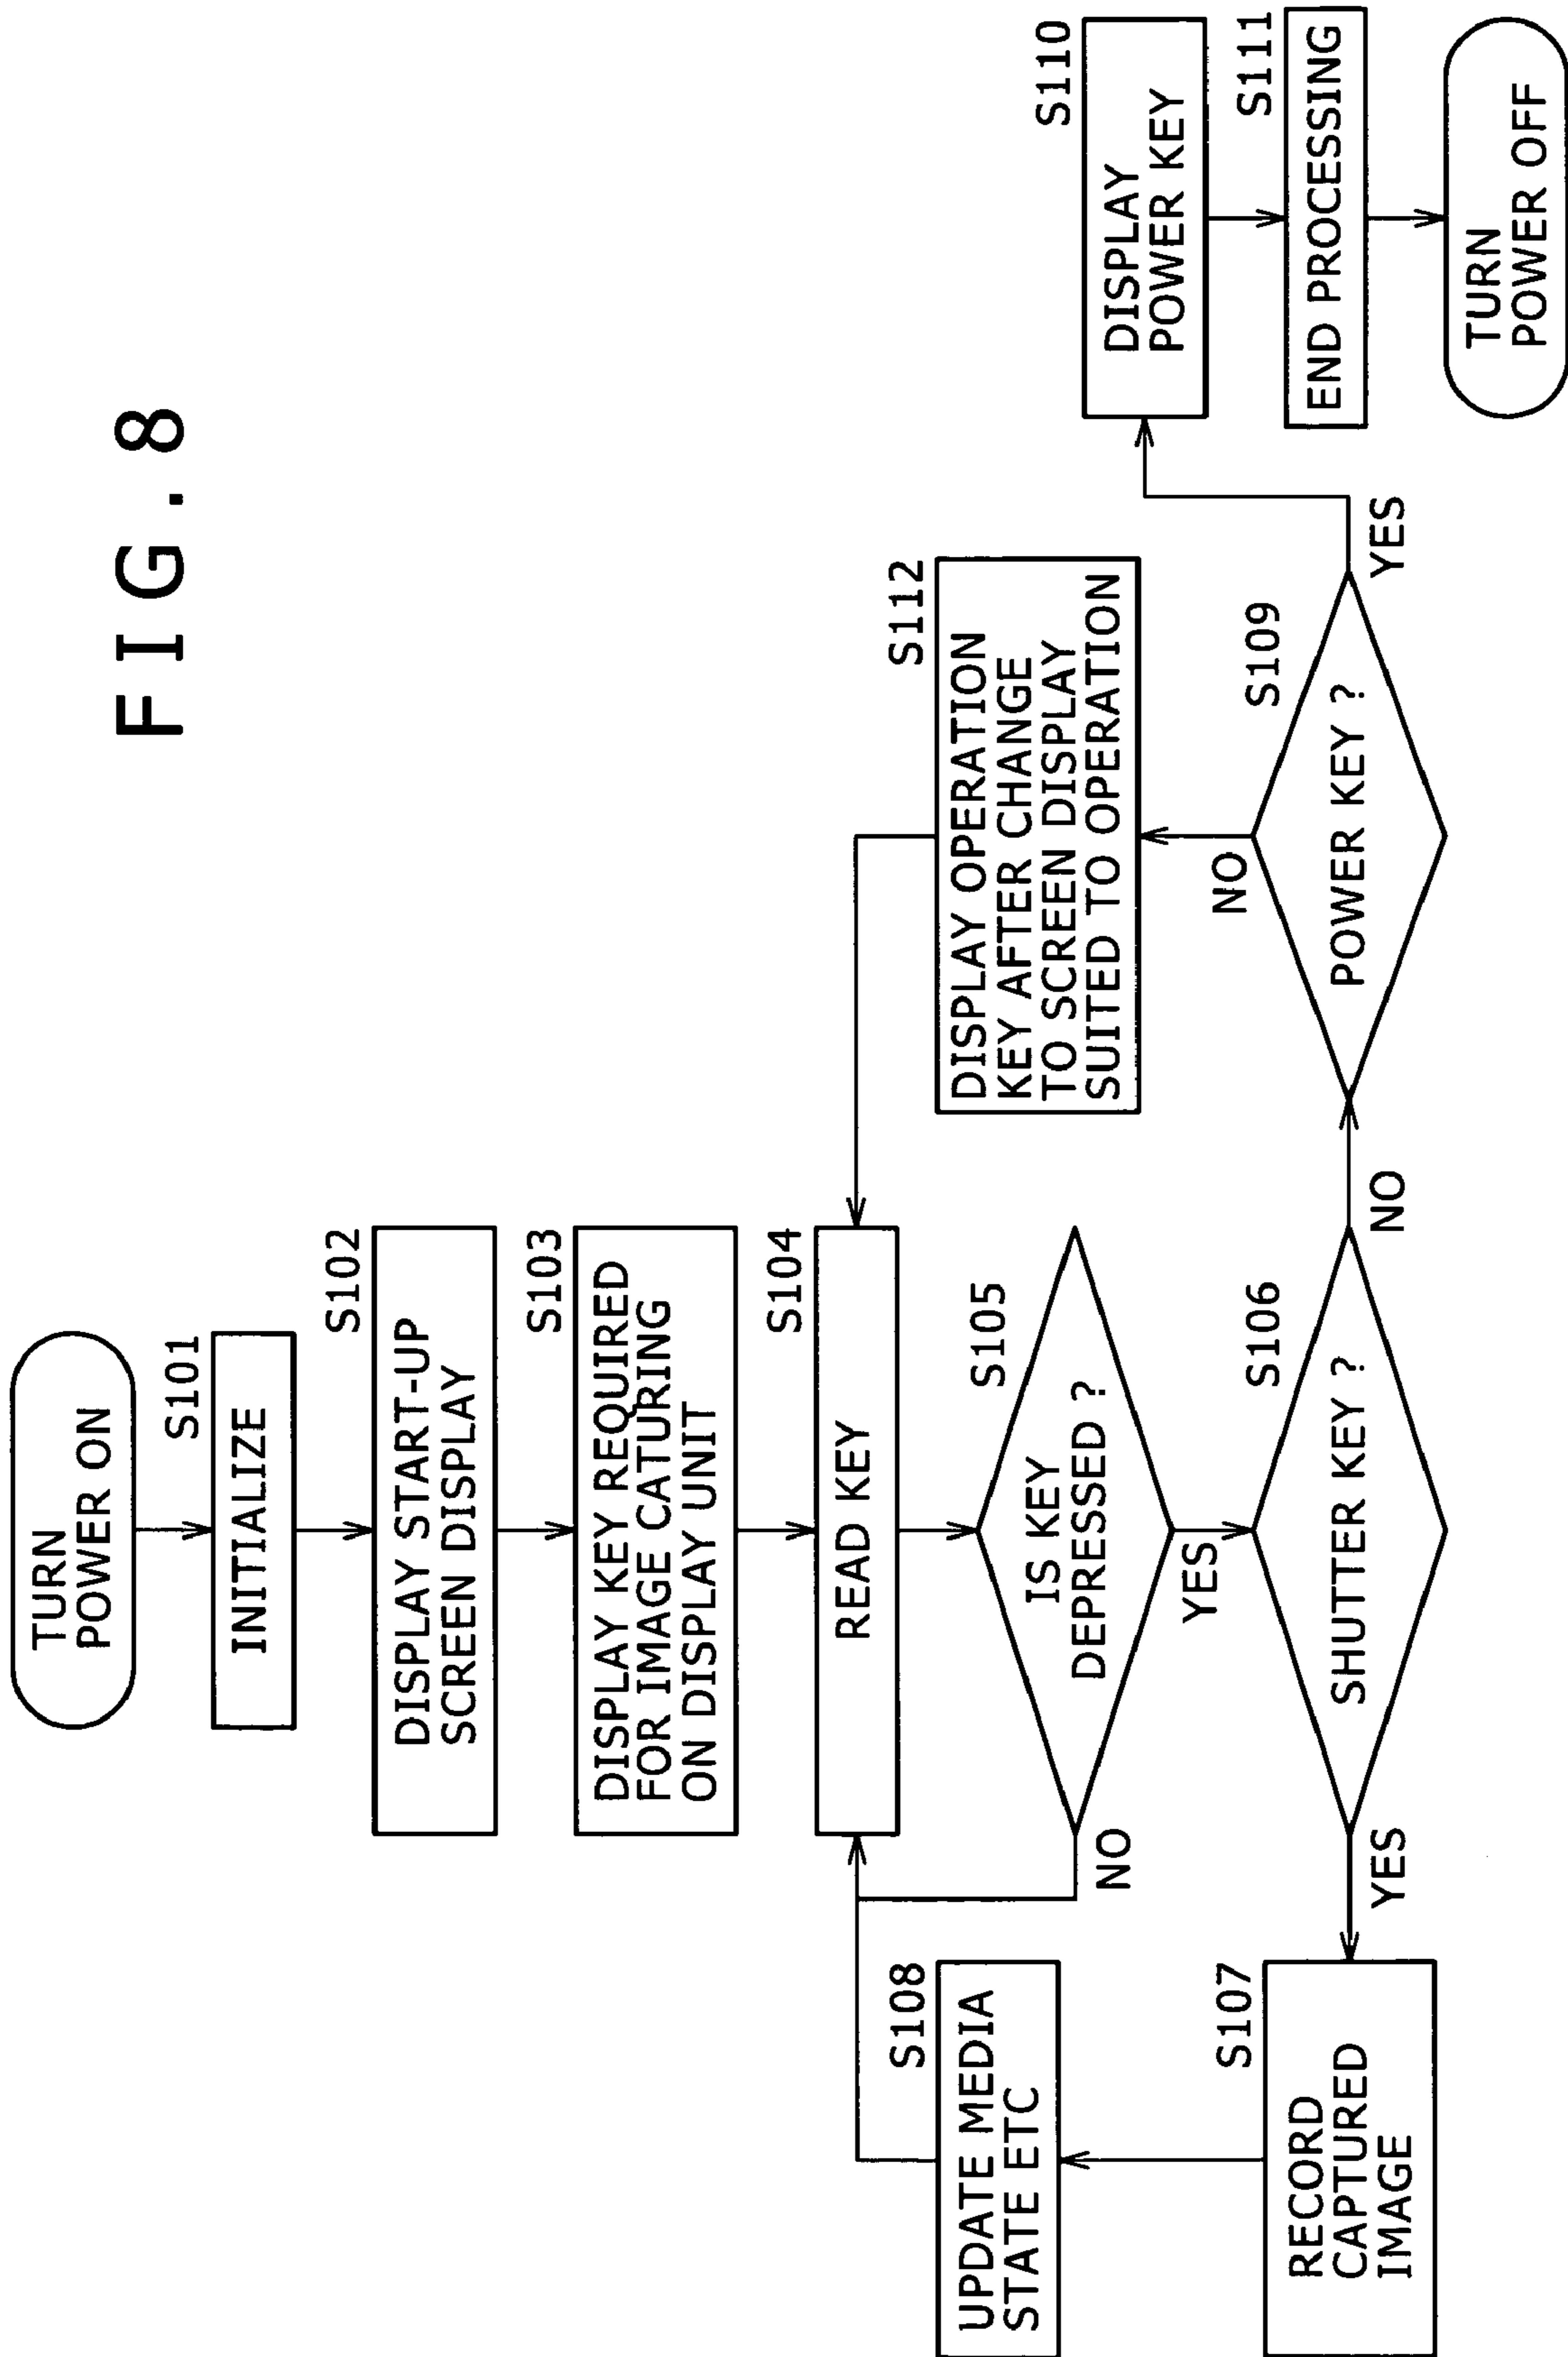 FIG.8
TURN
POWER ON
S101
INITIALIZE
S102
DISPLAY START-UP
SCREEN DISPLAY
S103
DISPLAY KEY REQUIRED
FOR IMAGE CATURING
ON DISPLAY UNIT
S104
READ KEY
S105
IS KEY
DEPRESSED ?
NO
YES
S106
SHUTTER KEY ?
YES
NO
S107
RECORD
CAPTURED
IMAGE
S108
UPDATE MEDIA
STATE ETC
S109
POWER KEY ?
NO
YES
S112
DISPLAY OPERATION
KEY AFTER CHANGE
TO SCREEN DISPLAY
SUITED TO OPERATION
S110
DISPLAY
POWER KEY
S111
END PROCESSING
TURN
POWER OFF